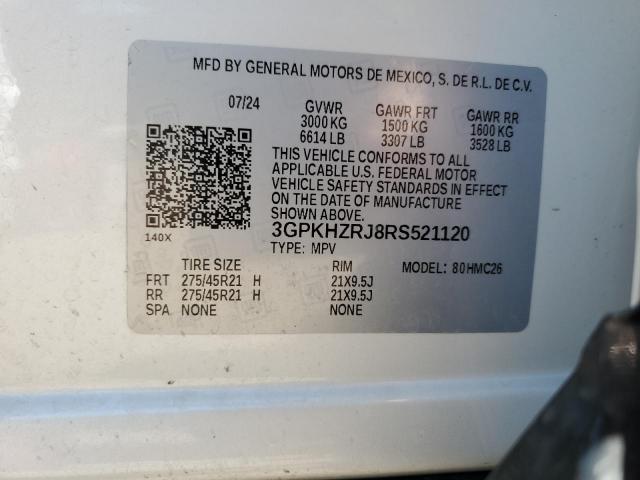 MFD BY GENERAL MOTORS DE MEXICO, S. DE R.L. DE C.V.
07/24 GVWR GAWR FRT GAWR RR
3000 KG 1500 KG 1600 KG
6614 LB 3307 LB 3528 LB
THIS VEHICLE CONFORMS TO ALL
APPLICABLE U.S. FEDERAL MOTOR
VEHICLE SAFETY STANDARDS IN EFFECT
ON THE DATE OF MANUFACTURE
SHOWN ABOVE.
3GPKHZRJ8RS521120
140X
TYPE: MPV
TIRE SIZE RIM MODEL: 80HMC26
FRT 275/45R21 H 21X9.5J
RR 275/45R21 H 21X9.5J
SPA NONE NONE